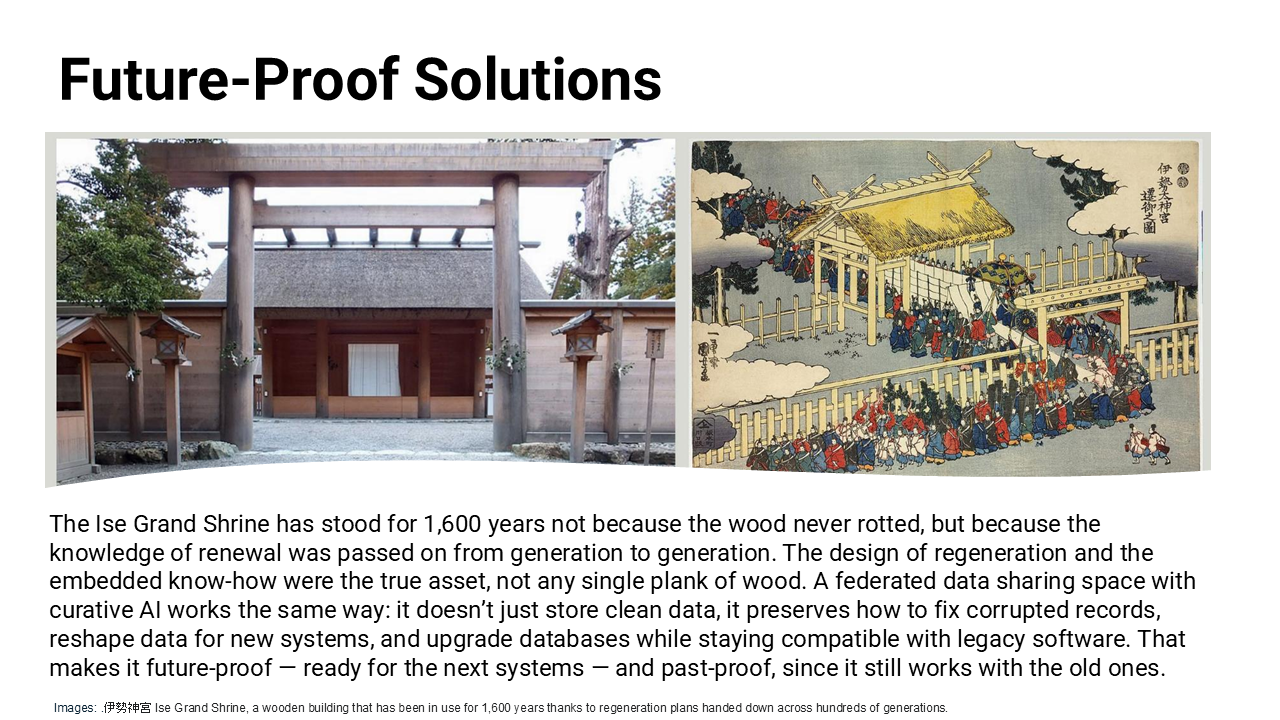 Future-Proof Solutions
伊勢太神宮
遷御之圖
The Ise Grand Shrine has stood for 1,600 years not because the wood never rotted, but because the
knowledge of renewal was passed on from generation to generation. The design of regeneration and the
embedded know-how were the true asset, not any single plank of wood. A federated data sharing space with
curative AI works the same way: it doesn’t just store clean data, it preserves how to fix corrupted records,
reshape data for new systems, and upgrade databases while staying compatible with legacy software. That
makes it future-proof — ready for the next systems — and past-proof, since it still works with the old ones.
Images: .伊勢神宮 Ise Grand Shrine, a wooden building that has been in use for 1,600 years thanks to regeneration plans handed down across hundreds of generations.